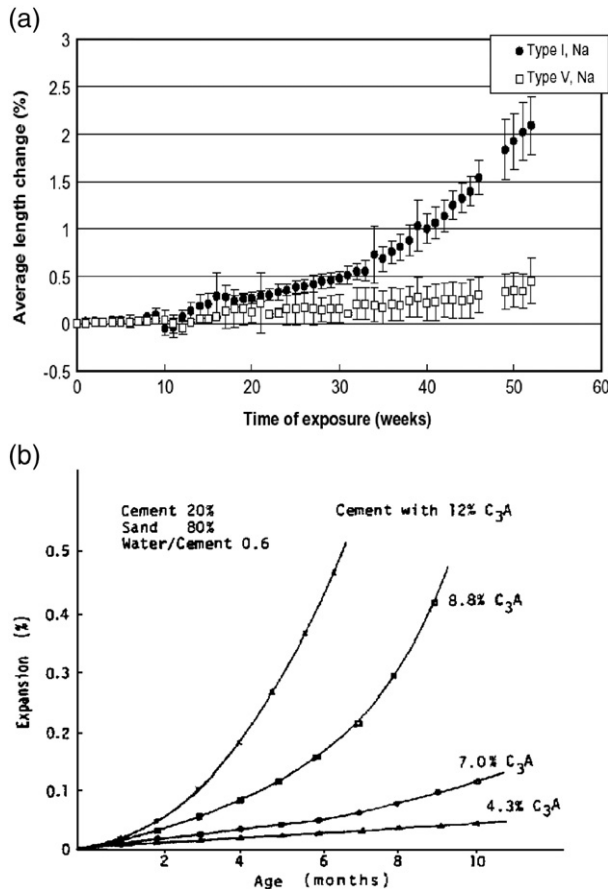 (a)
3
2.5
2
1.5
1
0.5
0
-0.5
Average length change (%)
Type I, Na
Type V, Na
0 10 20 30 40 50 60
Time of exposure (weeks)
(b)
Cement 20%
Sand 80%
Water/Cement 0.6
Cement with 12% C3A
8.8% C3A
7.0% C3A
4.3% C3A
0.5
0.4
0.3
0.2
0.1
0
Expansion (%)
2 4 6 8 10
Age (months)